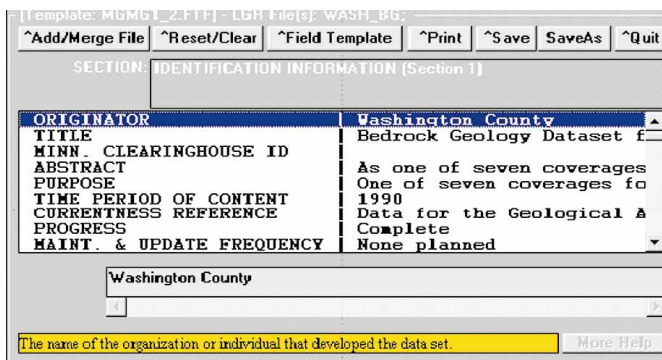 [Template: MGMG1_2.FTF] - LGR File[s]: WASH_BG;
^Add/Merge File ^Reset/Clear ^Field Template ^Print ^Save SaveAs ^Quit
SECTION: IDENTIFICATION INFORMATION (Section 1)
ORIGINATOR Washington County
TITLE Bedrock Geology Dataset f
MINN. CLEARINGHOUSE ID
ABSTRACT As one of seven coverages
PURPOSE One of seven coverages fo
TIME PERIOD OF CONTENT 1990
CURRENTNESS REFERENCE Data for the Geological A
PROGRESS Complete
MAINT. & UPDATE FREQUENCY None planned
Washington County
The name of the organization or individual that developed the data set. More Help